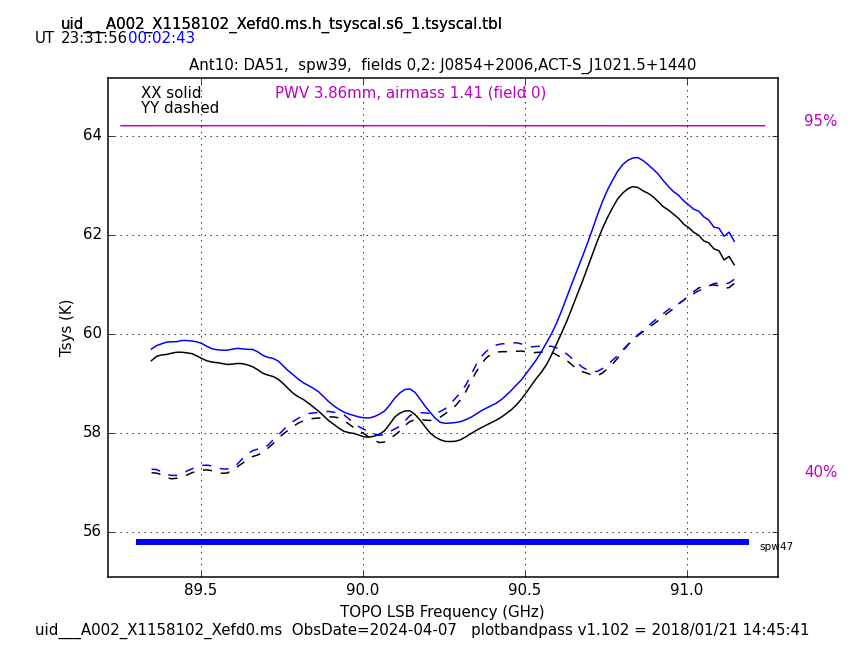 uid___A002_X1158102_Xefd0.ms.h_tsyscal.s6_1.tsyscal.tbl
UT 23:31:56 00:02:43
Ant10: DA51,  spw39,  fields 0,2: J0854+2006,ACT-S_J1021.5+1440
XX solid PWV 3.86mm, airmass 1.41 (field 0)
YY dashed
95%
64
62
60
58
56
Tsys (K)
40%
spw47
89.5 90.0 90.5 91.0
TOPO LSB Frequency (GHz)
uid___A002_X1158102_Xefd0.ms  ObsDate=2024-04-07   plotbandpass v1.102 = 2018/01/21 14:45:41